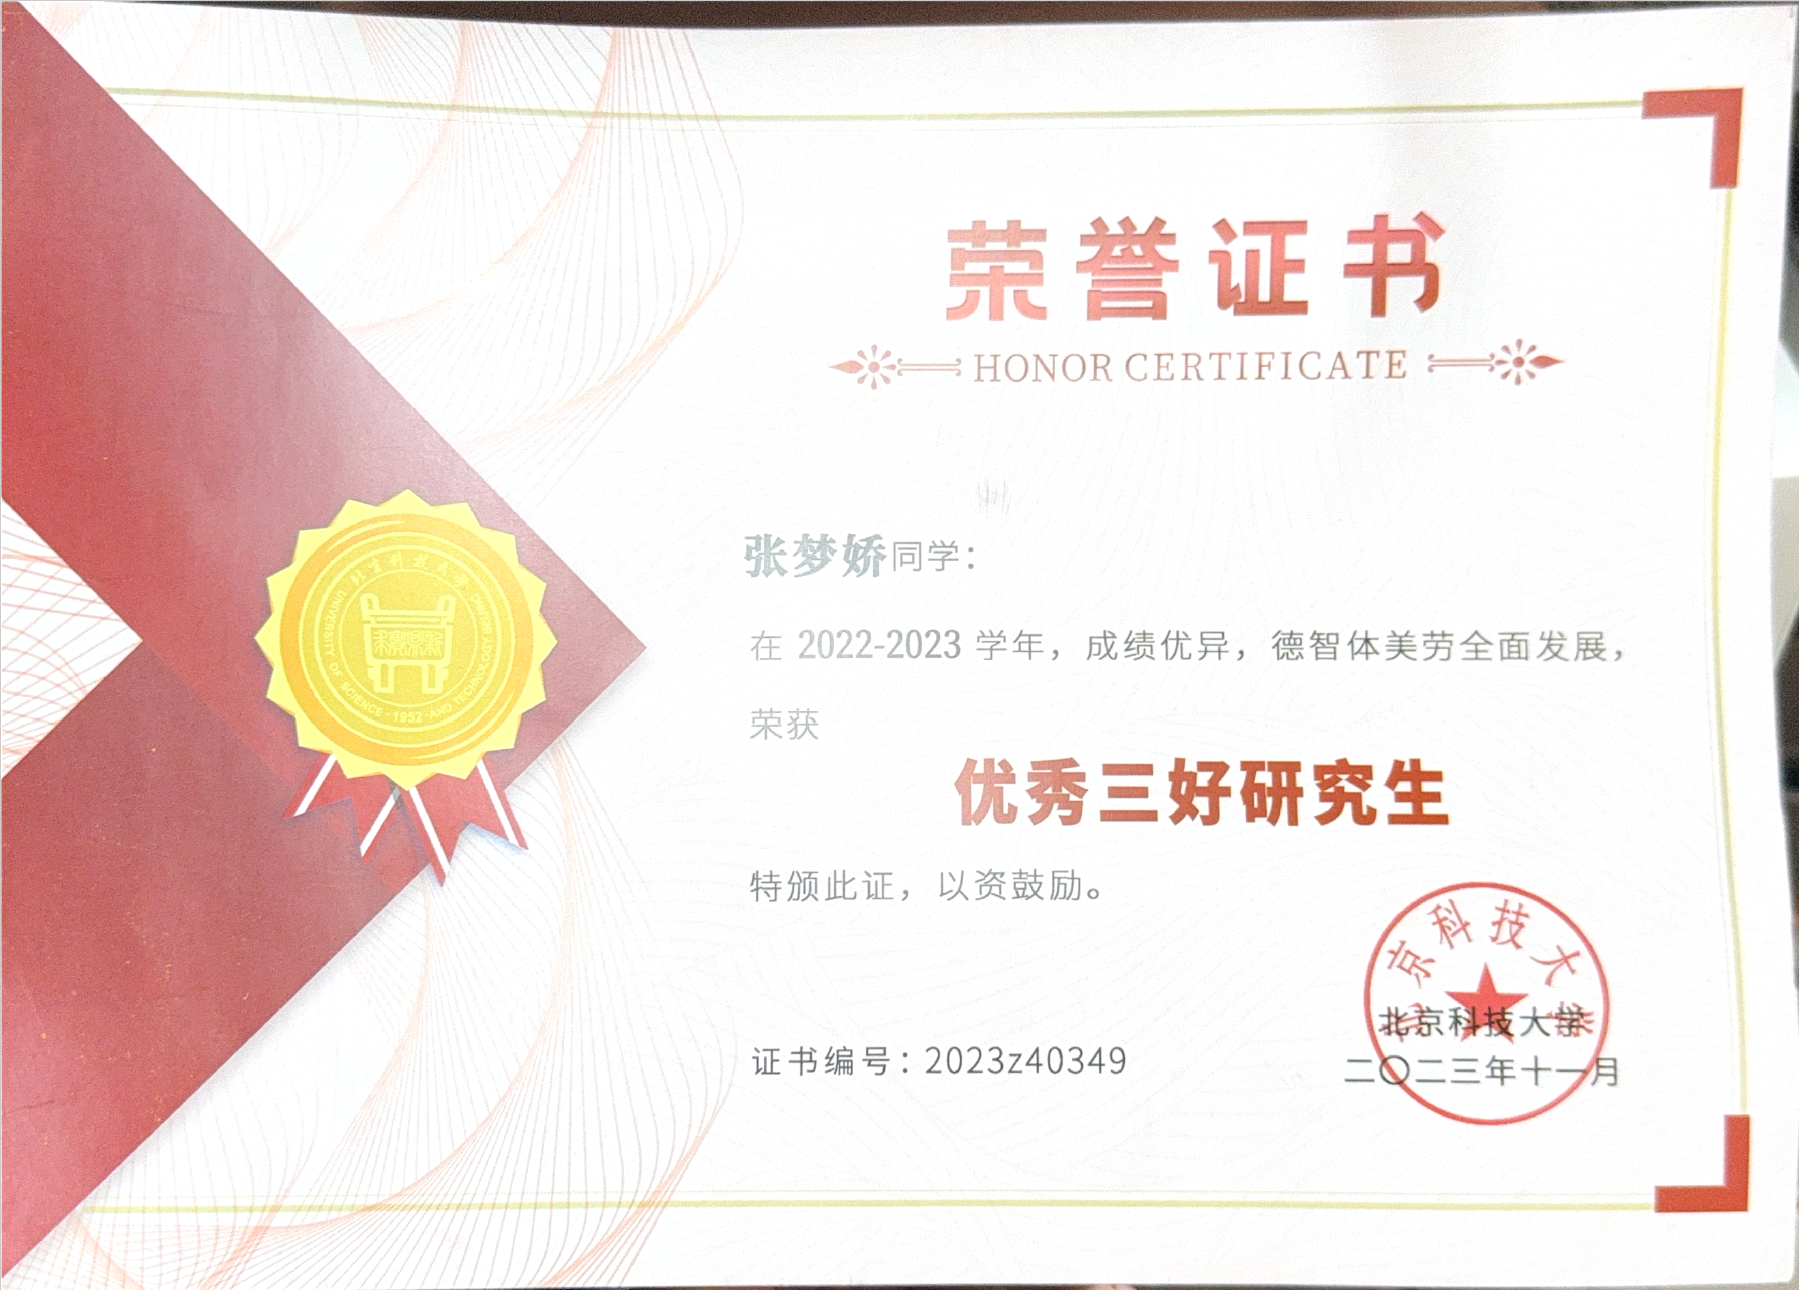 荣誉证书
HONOR CERTIFICATE
张梦娇同学：
在 2022-2023 学年，成绩优异，德智体美劳全面发展，
荣获
优秀三好研究生
特颁此证，以资鼓励。
证书编号：2023z40349
北京科技大学
二〇二三年十一月
北京科技大学
北京科技大学
UNIVERSITY OF SCIENCE AND TECHNOLOGY BEIJING
1952